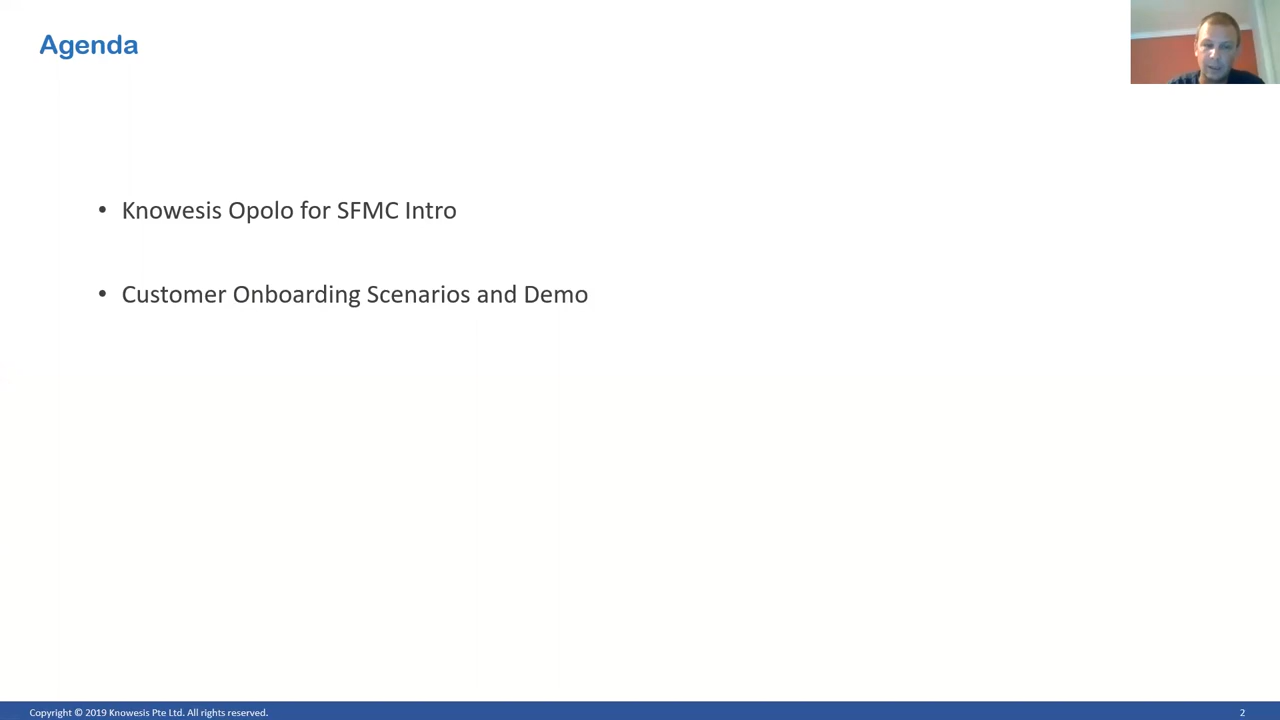 Agenda
• Knowesis Opolo for SFMC Intro
• Customer Onboarding Scenarios and Demo
Copyright © 2019 Knowesis Pte Ltd. All rights reserved.
2